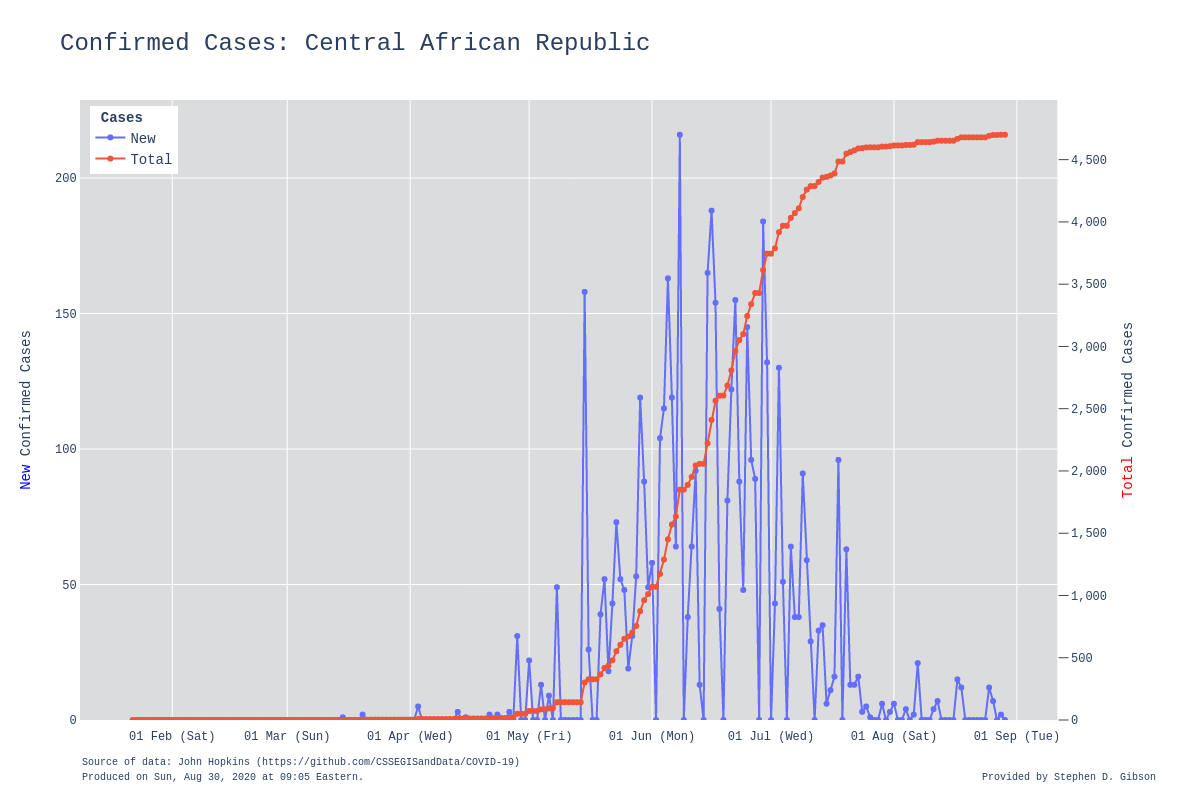 Confirmed Cases: Central African Republic
Cases
New
Total
200
150
100
50
0
4,500
4,000
3,500
3,000
2,500
2,000
1,500
1,000
500
0
New Confirmed Cases
Total Confirmed Cases
01 Feb (Sat) 01 Mar (Sun) 01 Apr (Wed) 01 May (Fri) 01 Jun (Mon) 01 Jul (Wed) 01 Aug (Sat) 01 Sep (Tue)
Source of data: John Hopkins (https://github.com/CSSEGISandData/COVID-19)
Produced on Sun, Aug 30, 2020 at 09:05 Eastern.
Provided by Stephen D. Gibson